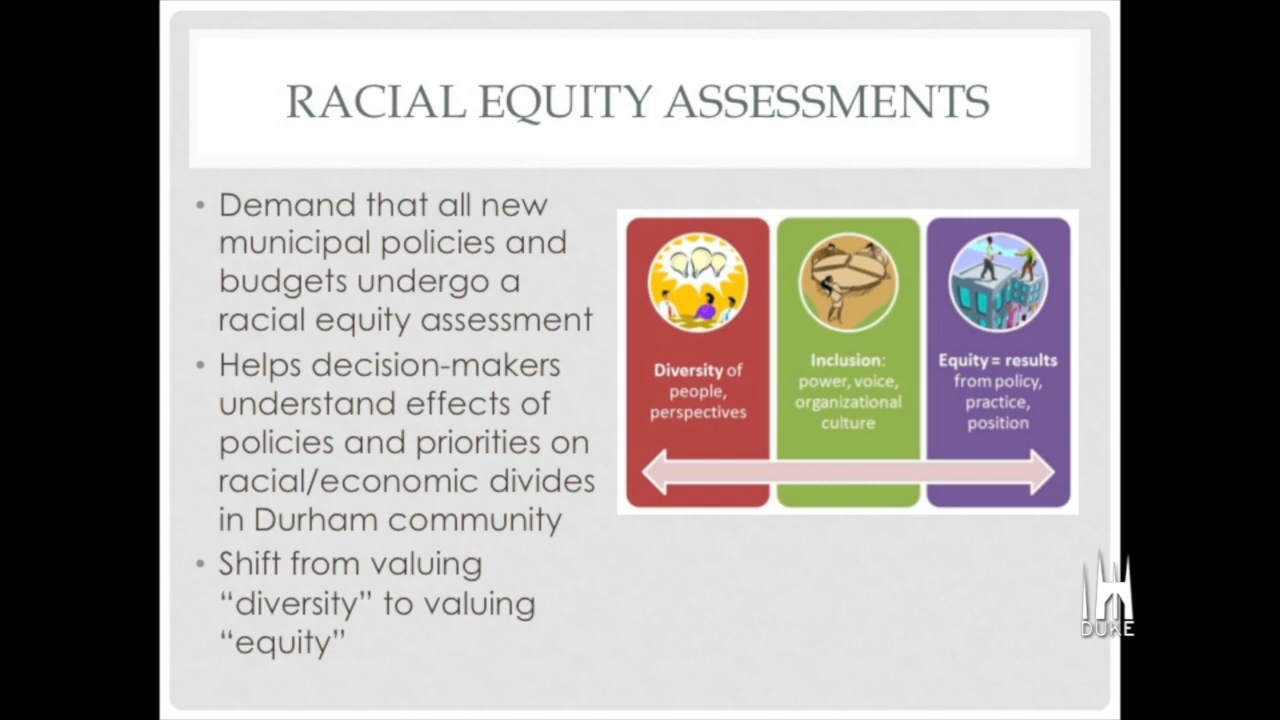 RACIAL EQUITY ASSESSMENTS
• Demand that all new
municipal policies and
budgets undergo a
racial equity assessment
• Helps decision-makers
understand effects of
policies and priorities on
racial/economic divides
in Durham community
• Shift from valuing
“diversity” to valuing
“equity”
Diversity of
people,
perspectives
Inclusion:
power, voice,
organizational
culture
Equity = results
from policy,
practice,
position
DUKE